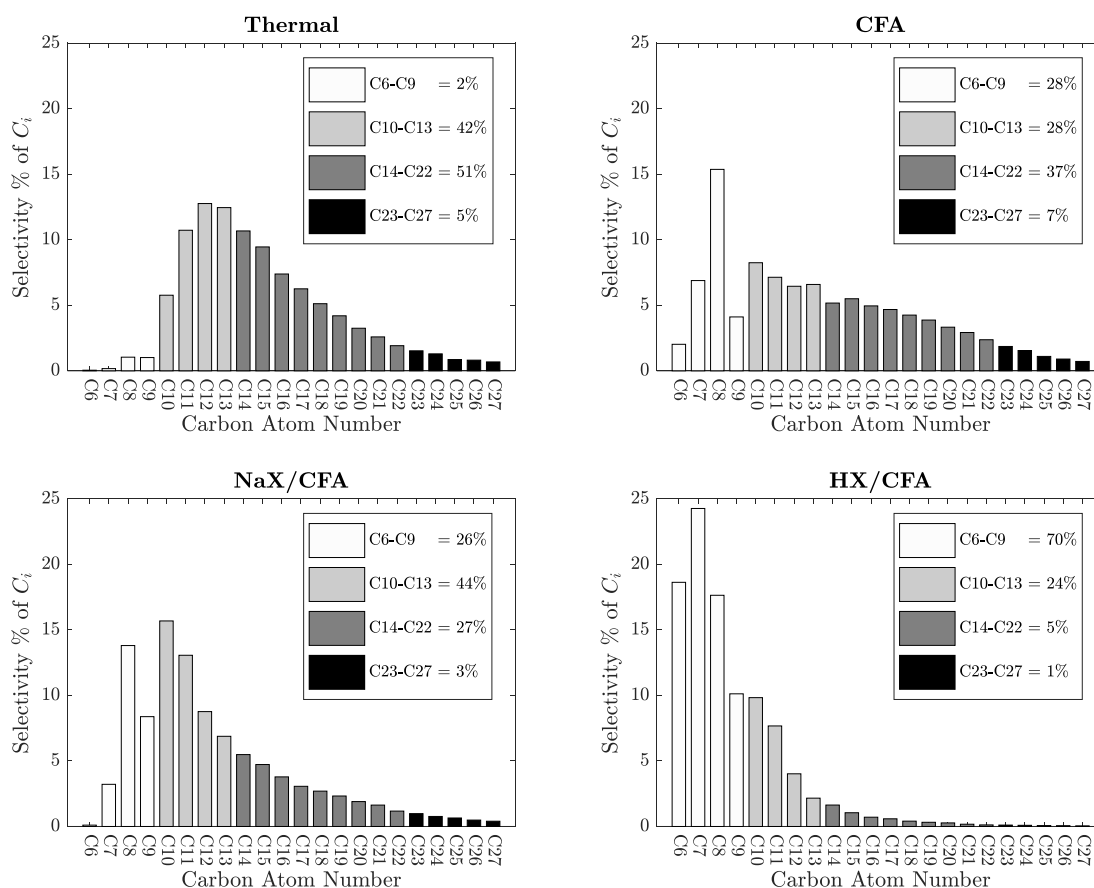 Thermal
25
20
15
10
5
0
Selectivity % of Ci
C6-C9 = 2%
C10-C13 = 42%
C14-C22 = 51%
C23-C27 = 5%
C6 C7 C8 C9 C10 C11 C12 C13 C14 C15 C16 C17 C18 C19 C20 C21 C22 C23 C24 C25 C26 C27
Carbon Atom Number
CFA
25
20
15
10
5
0
Selectivity % of Ci
C6-C9 = 28%
C10-C13 = 28%
C14-C22 = 37%
C23-C27 = 7%
C6 C7 C8 C9 C10 C11 C12 C13 C14 C15 C16 C17 C18 C19 C20 C21 C22 C23 C24 C25 C26 C27
Carbon Atom Number
NaX/CFA
25
20
15
10
5
0
Selectivity % of Ci
C6-C9 = 26%
C10-C13 = 44%
C14-C22 = 27%
C23-C27 = 3%
C6 C7 C8 C9 C10 C11 C12 C13 C14 C15 C16 C17 C18 C19 C20 C21 C22 C23 C24 C25 C26 C27
Carbon Atom Number
HX/CFA
25
20
15
10
5
0
Selectivity % of Ci
C6-C9 = 70%
C10-C13 = 24%
C14-C22 = 5%
C23-C27 = 1%
C6 C7 C8 C9 C10 C11 C12 C13 C14 C15 C16 C17 C18 C19 C20 C21 C22 C23 C24 C25 C26 C27
Carbon Atom Number